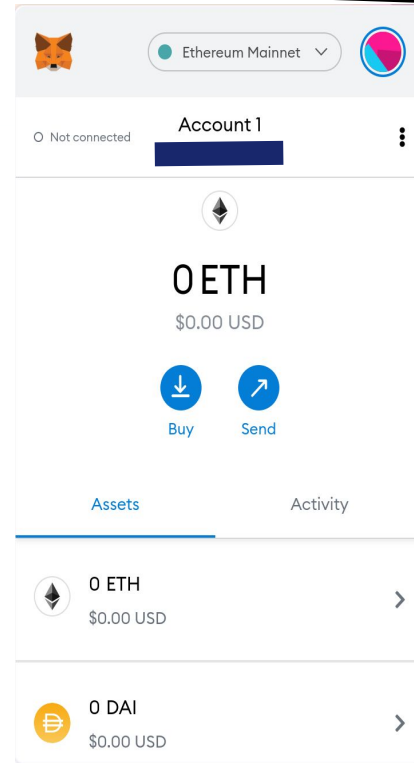 Ethereum Mainnet
Not connected
Account 1
0 ETH
$0.00 USD
Buy
Send
Assets
Activity
0 ETH
$0.00 USD
0 DAI
$0.00 USD